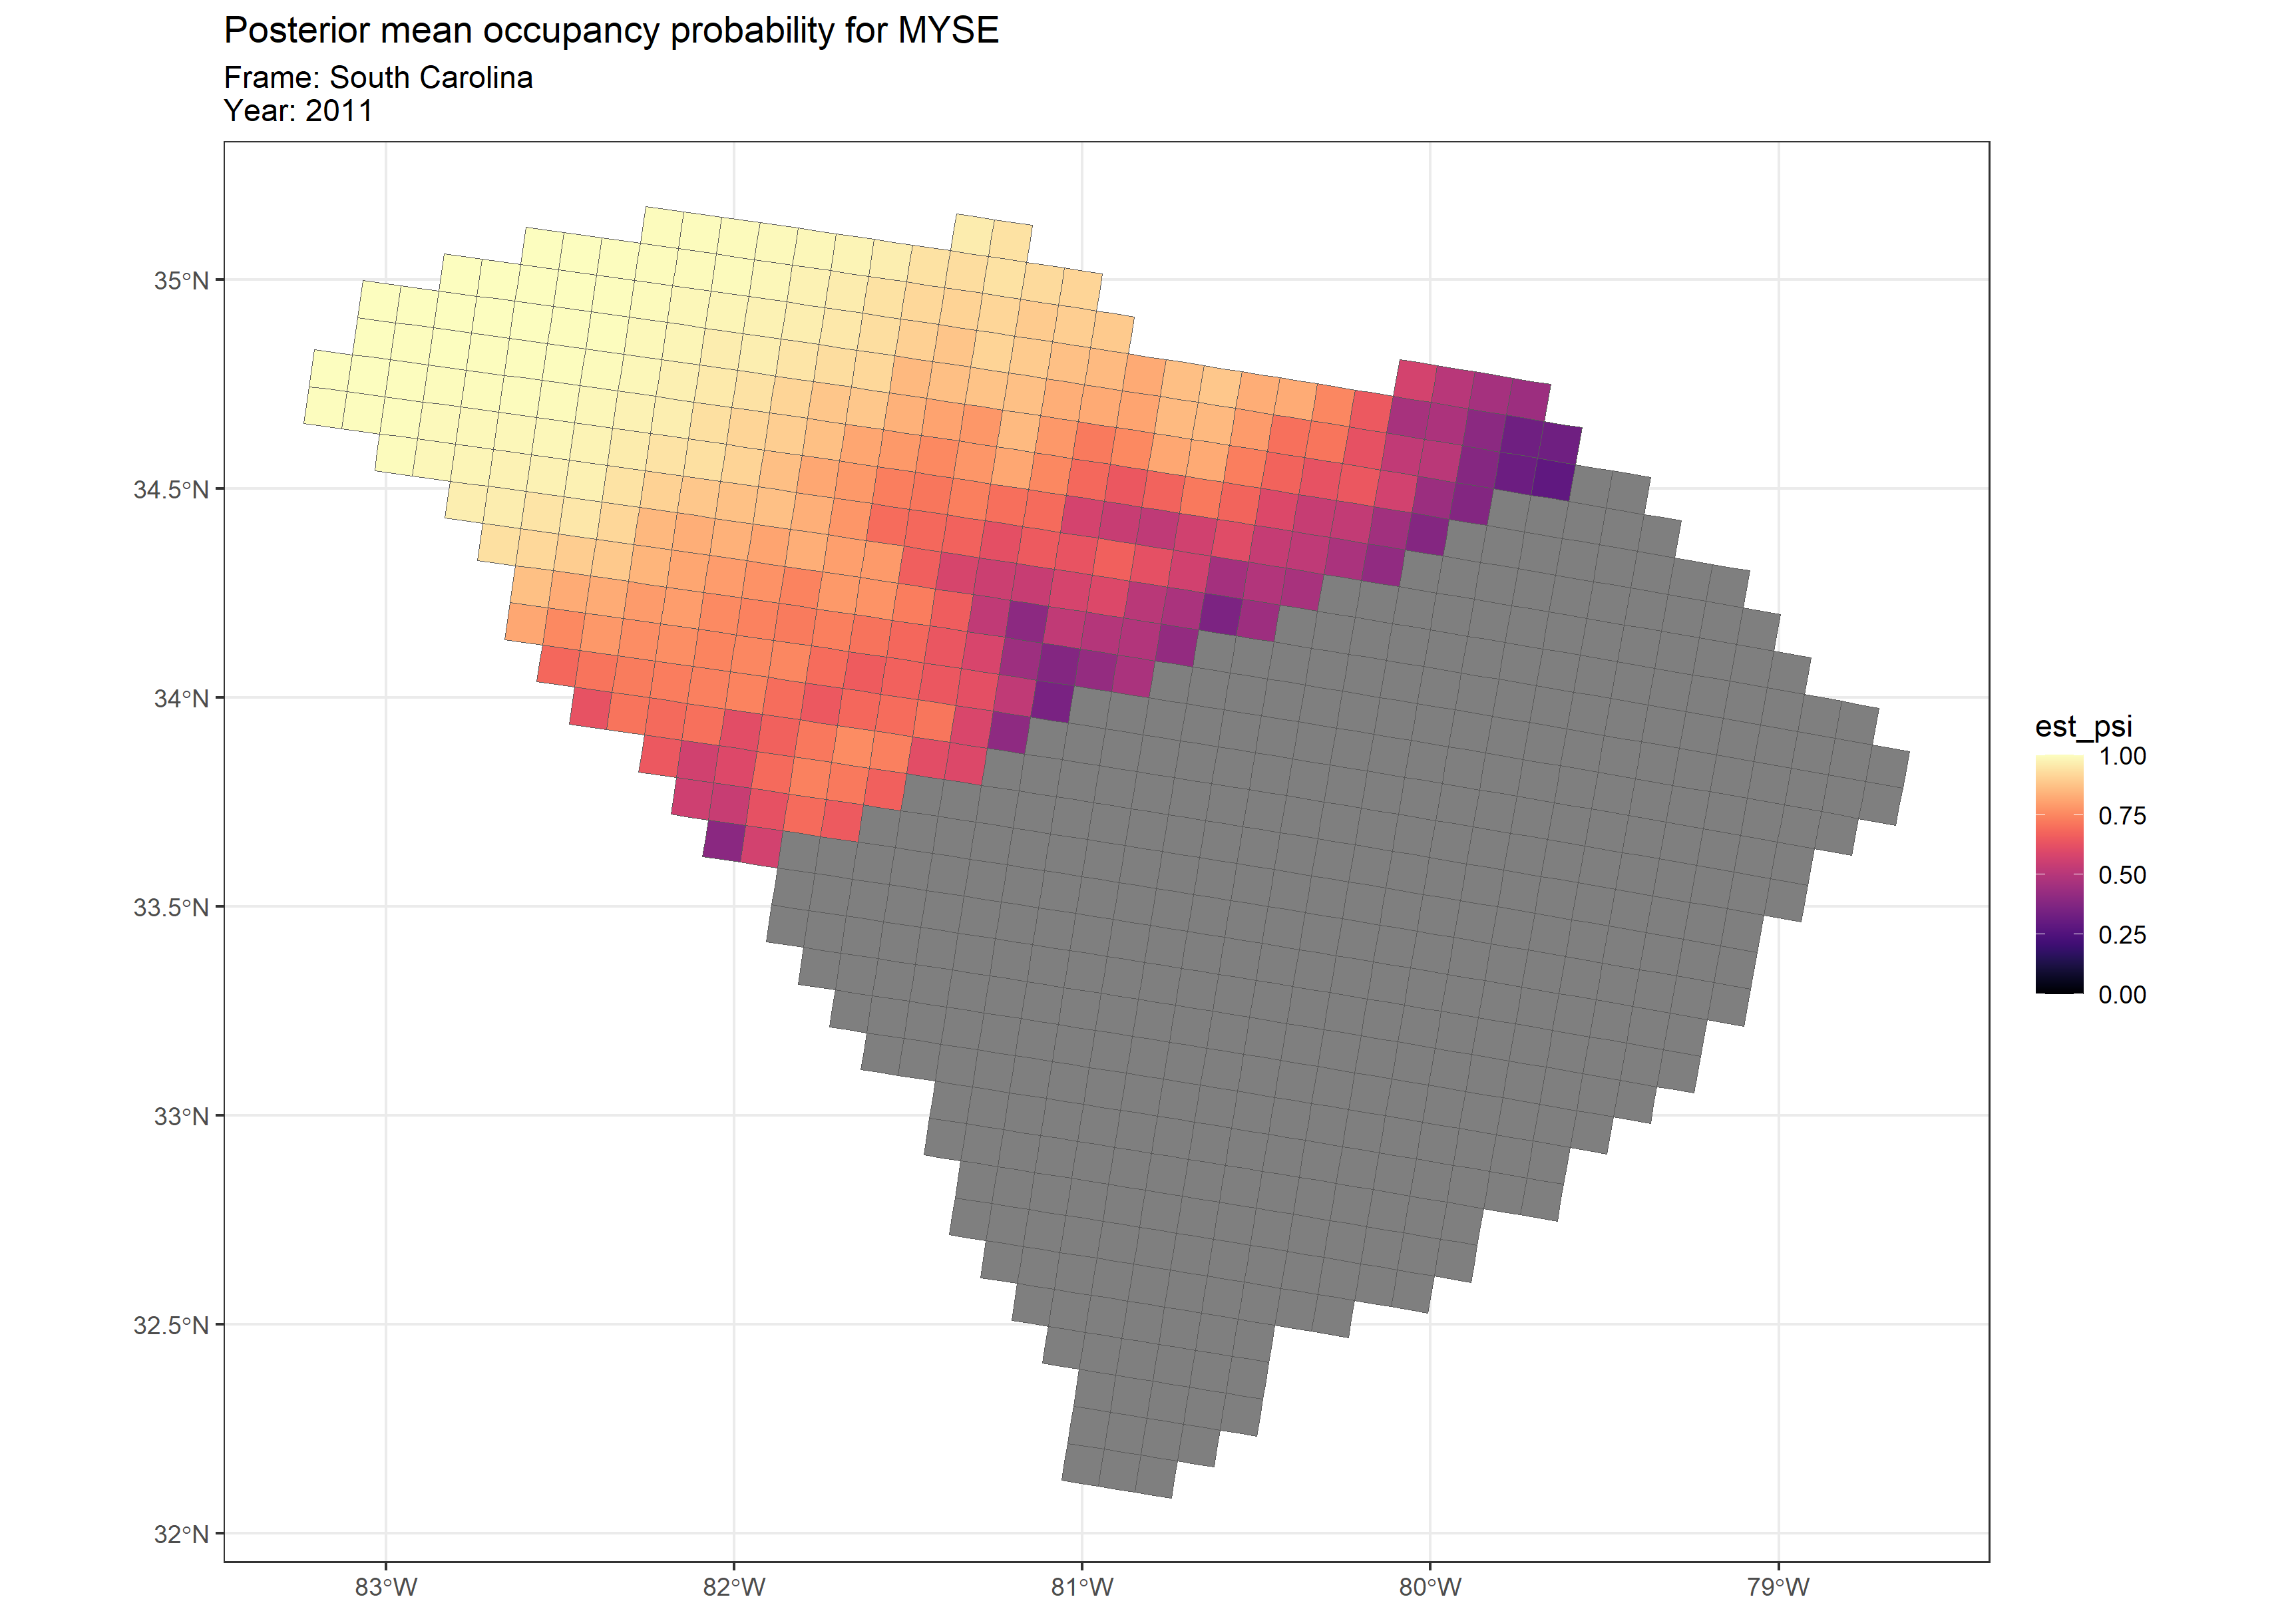 Posterior mean occupancy probability for MYSE
Frame: South Carolina
Year: 2011
35°N
34.5°N
34°N
33.5°N
33°N
32.5°N
32°N
83°W
82°W
81°W
80°W
79°W
est_psi
1.00
0.75
0.50
0.25
0.00